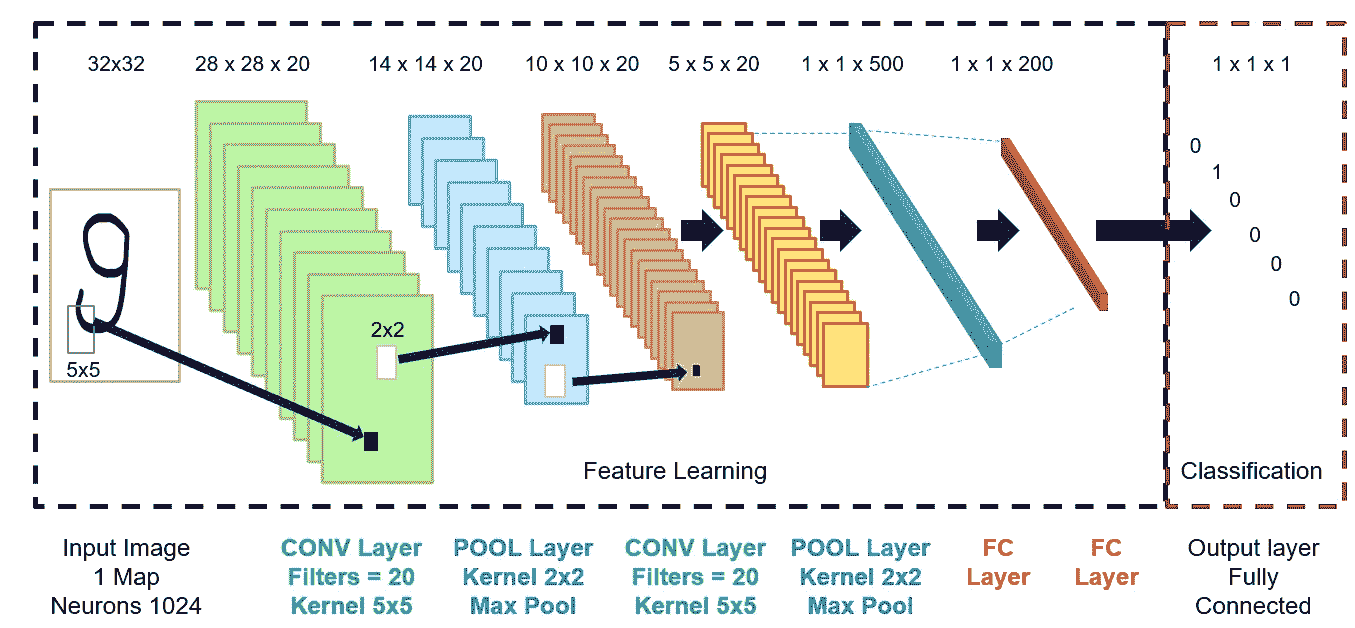 32x32
28 x 28 x 20
14 x 14 x 20
10 x 10 x 20
5 x 5 x 20
1 x 1 x 500
1 x 1 x 200
1 x 1 x 1
9
5x5
2x2
0
1
0
0
0
0
Feature Learning
Classification
Input Image
1 Map
Neurons 1024
CONV Layer
Filters = 20
Kernel 5x5
POOL Layer
Kernel 2x2
Max Pool
CONV Layer
Filters = 20
Kernel 5x5
POOL Layer
Kernel 2x2
Max Pool
FC
Layer
FC
Layer
Output layer
Fully
Connected